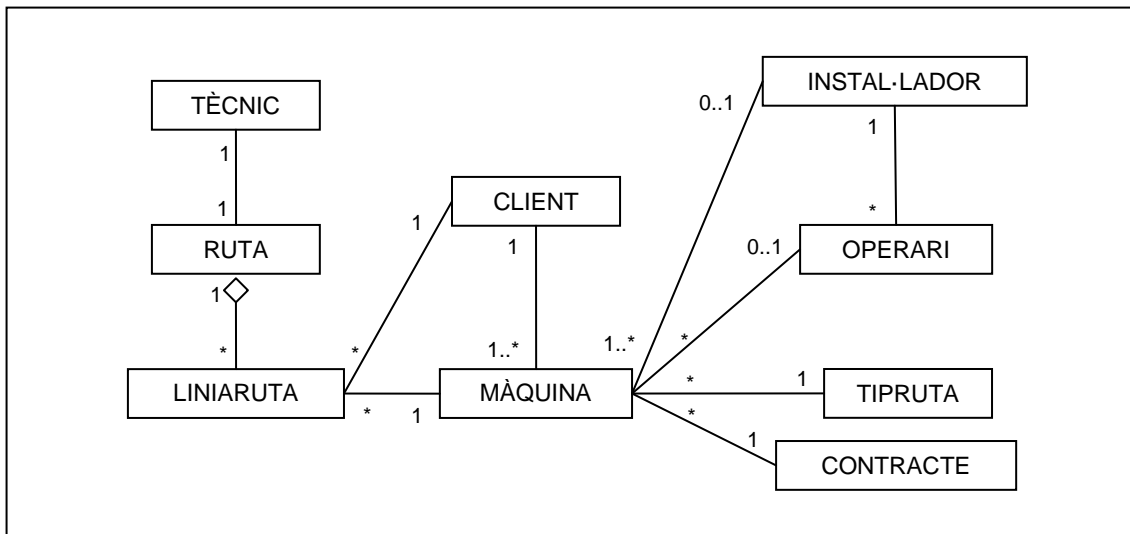 INSTAL·LADOR
TÈCNIC
0..1
1
1
CLIENT
1
1
1
*
RUTA
0..1
OPERARI
1
*
*
1..*
1..*
*
LINIARUTA
MÀQUINA
*
1
TIPRUTA
*
1
*
1
CONTRACTE